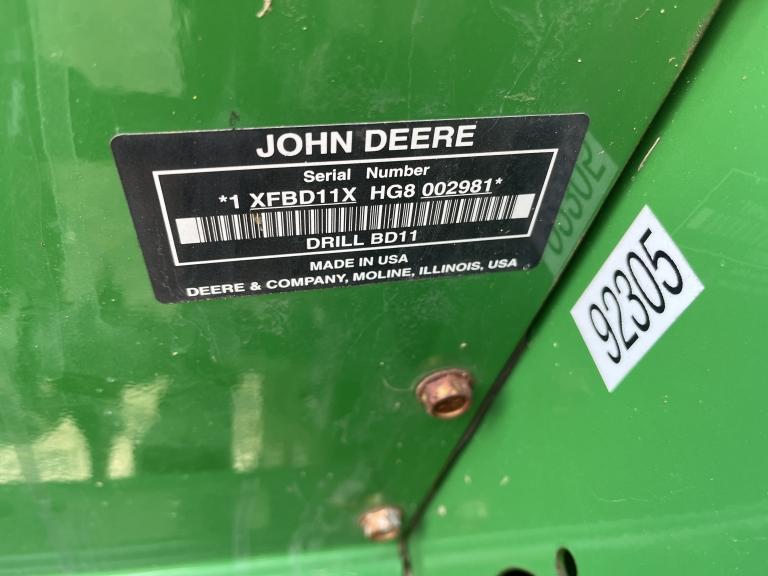 JOHN DEERE
Serial Number
*1 XFBD11X HG8 002981*
DRILL BD11
MADE IN USA
DEERE & COMPANY, MOLINE, ILLINOIS, USA
92305